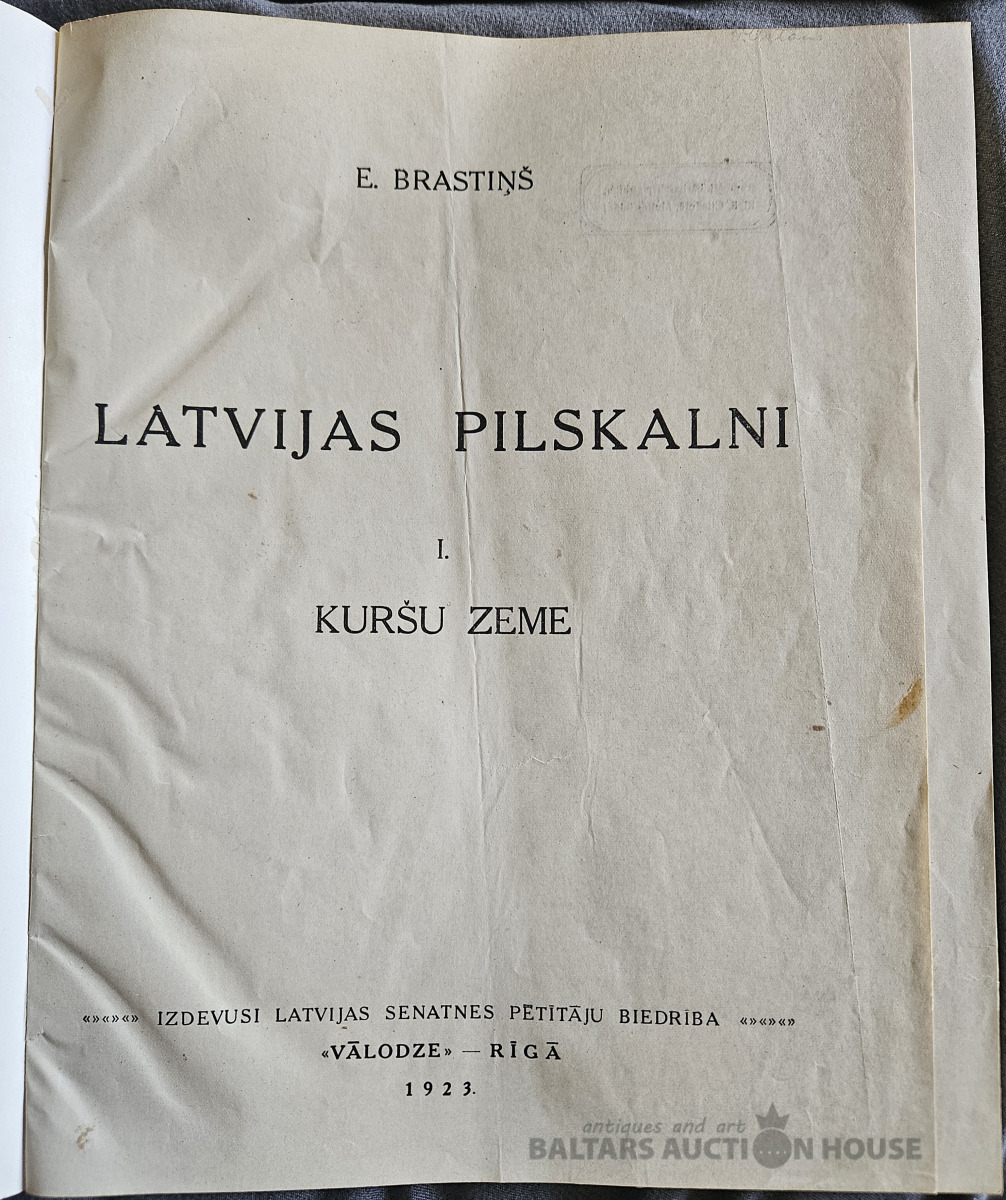 E. BRASTIŅŠ
LATVIJAS PILSKALNI
I.
KURŠU ZEME
«»«»«» IZDEVUSI LATVIJAS SENATNES PĒTĪTĀJU BIEDRĪBA «»«»«»
«VĀLODZE» — RĪGĀ
1923.
antiques and art
BALTARS AUCTION HOUSE